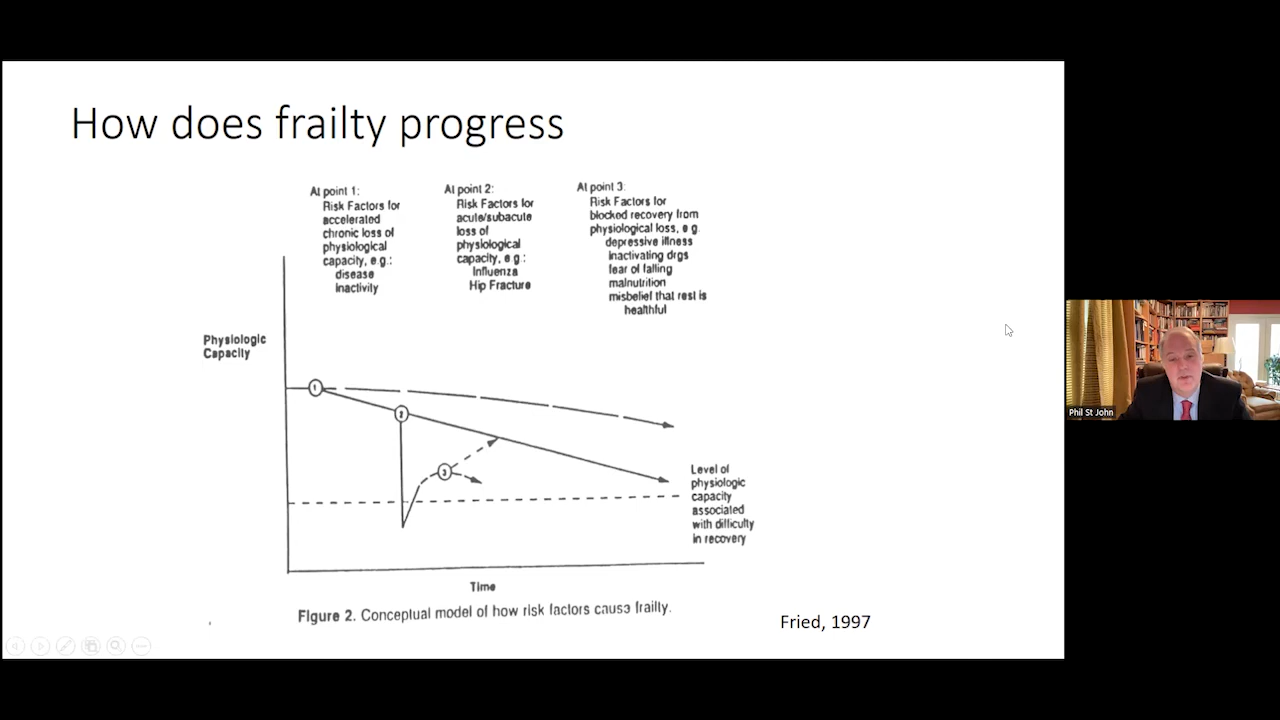 How does frailty progress
At point 1:
Risk Factors for
accelerated
chronic loss of
physiological
capacity, e.g.:
disease
inactivity
At point 2:
Risk Factors for
acute/subacute
loss of
physiological
capacity, e.g.:
Influenza
Hip Fracture
At point 3:
Risk Factors for
blocked recovery from
physiological loss, e.g.
depressive illness
inactivating drgs
fear of falling
malnutrition
misbelief that rest is
healthful
Physiologic
Capacity
1
2
3
Level of
physiologic
capacity
associated
with difficulty
in recovery
Time
Figure 2. Conceptual model of how risk factors cause frailty.
Fried, 1997
Phil St John